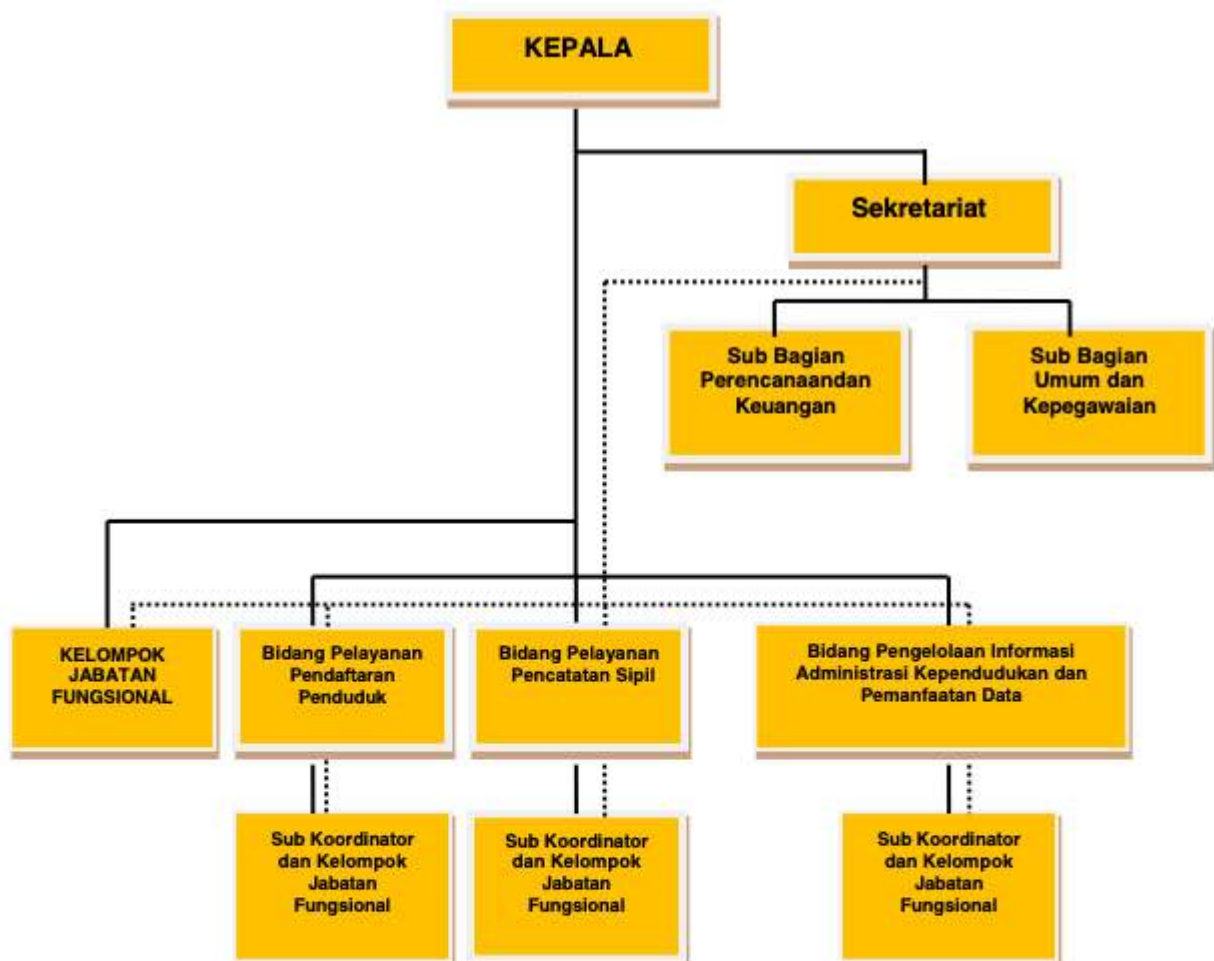 KEPALA
Sekretariat
Sub Bagian
Perencanaandan
Keuangan
Sub Bagian
Umum dan
Kepegawaian
KELOMPOK
JABATAN
FUNGSIONAL
Bidang Pelayanan
Pendaftaran
Penduduk
Bidang Pelayanan
Pencatatan Sipil
Bidang Pengelolaan Informasi
Administrasi Kependudukan dan
Pemanfaatan Data
Sub Koordinator
dan Kelompok
Jabatan
Fungsional
Sub Koordinator
dan Kelompok
Jabatan
Fungsional
Sub Koordinator
dan Kelompok
Jabatan
Fungsional